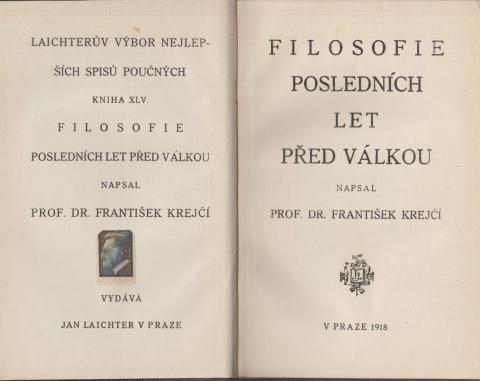 LAICHTERŮV VÝBOR NEJLEP-
ŠÍCH SPISŮ POUČNÝCH
KNIHA XLV.
FILOSOFIE
POSLEDNÍCH LET PŘED VÁLKOU
NAPSAL
PROF. DR. FRANTIŠEK KREJČÍ
VYDÁVÁ
JAN LAICHTER V PRAZE
FILOSOFIE
POSLEDNÍCH
LET
PŘED VÁLKOU
NAPSAL
PROF. DR. FRANTIŠEK KREJČÍ
V PRAZE 1918